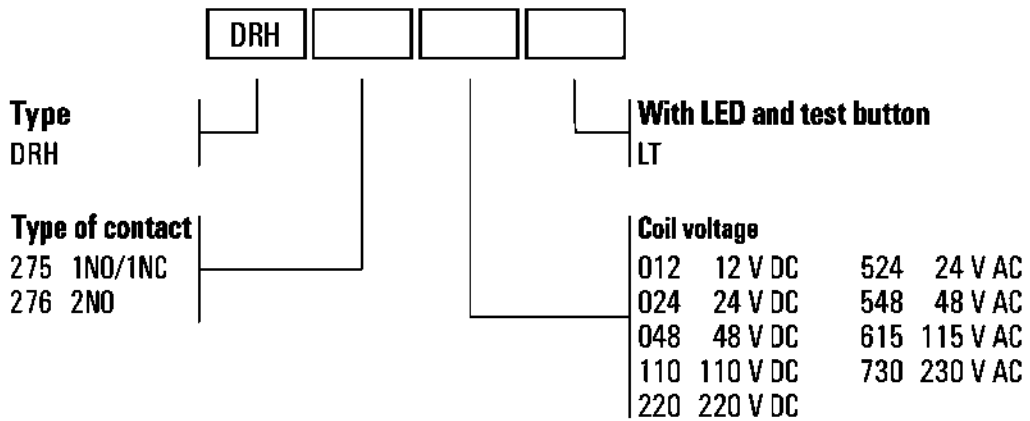 DRH
Type
DRH
With LED and test button
LT
Type of contact
275 1NO/1NC
276 2NO
Coil voltage
012 12 V DC 524 24 V AC
024 24 V DC 548 48 V AC
048 48 V DC 615 115 V AC
110 110 V DC 730 230 V AC
220 220 V DC